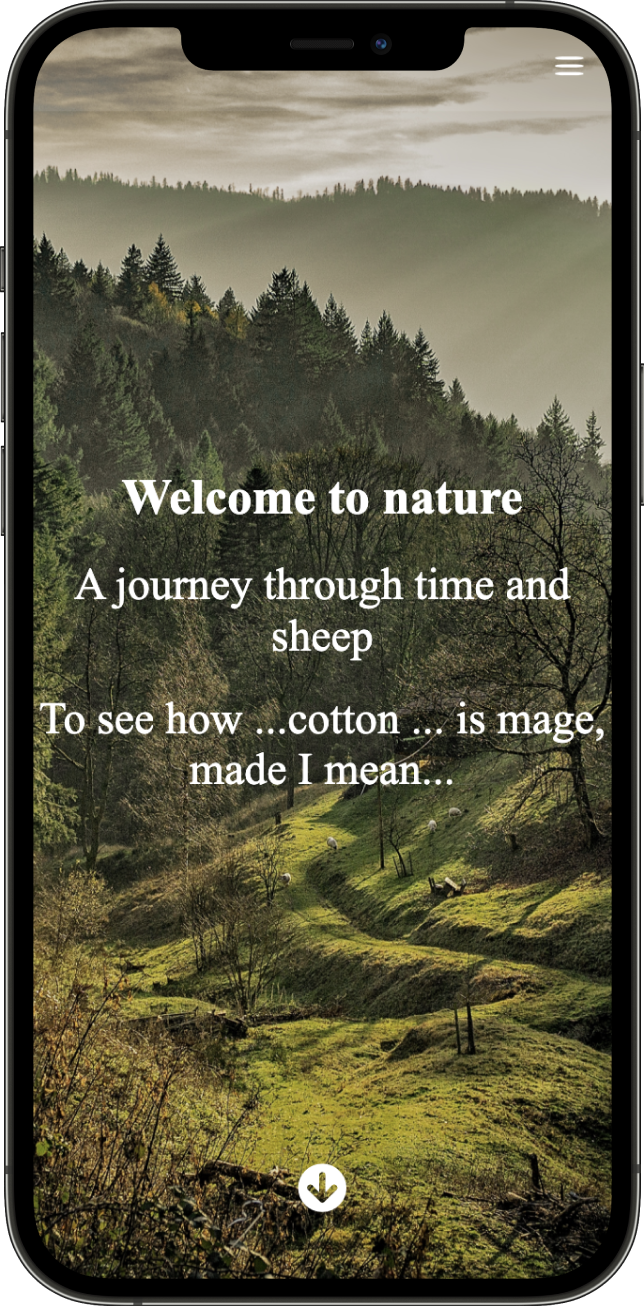 Welcome to nature
A journey through time and
sheep
To see how ...cotton ... is mage,
made I mean...